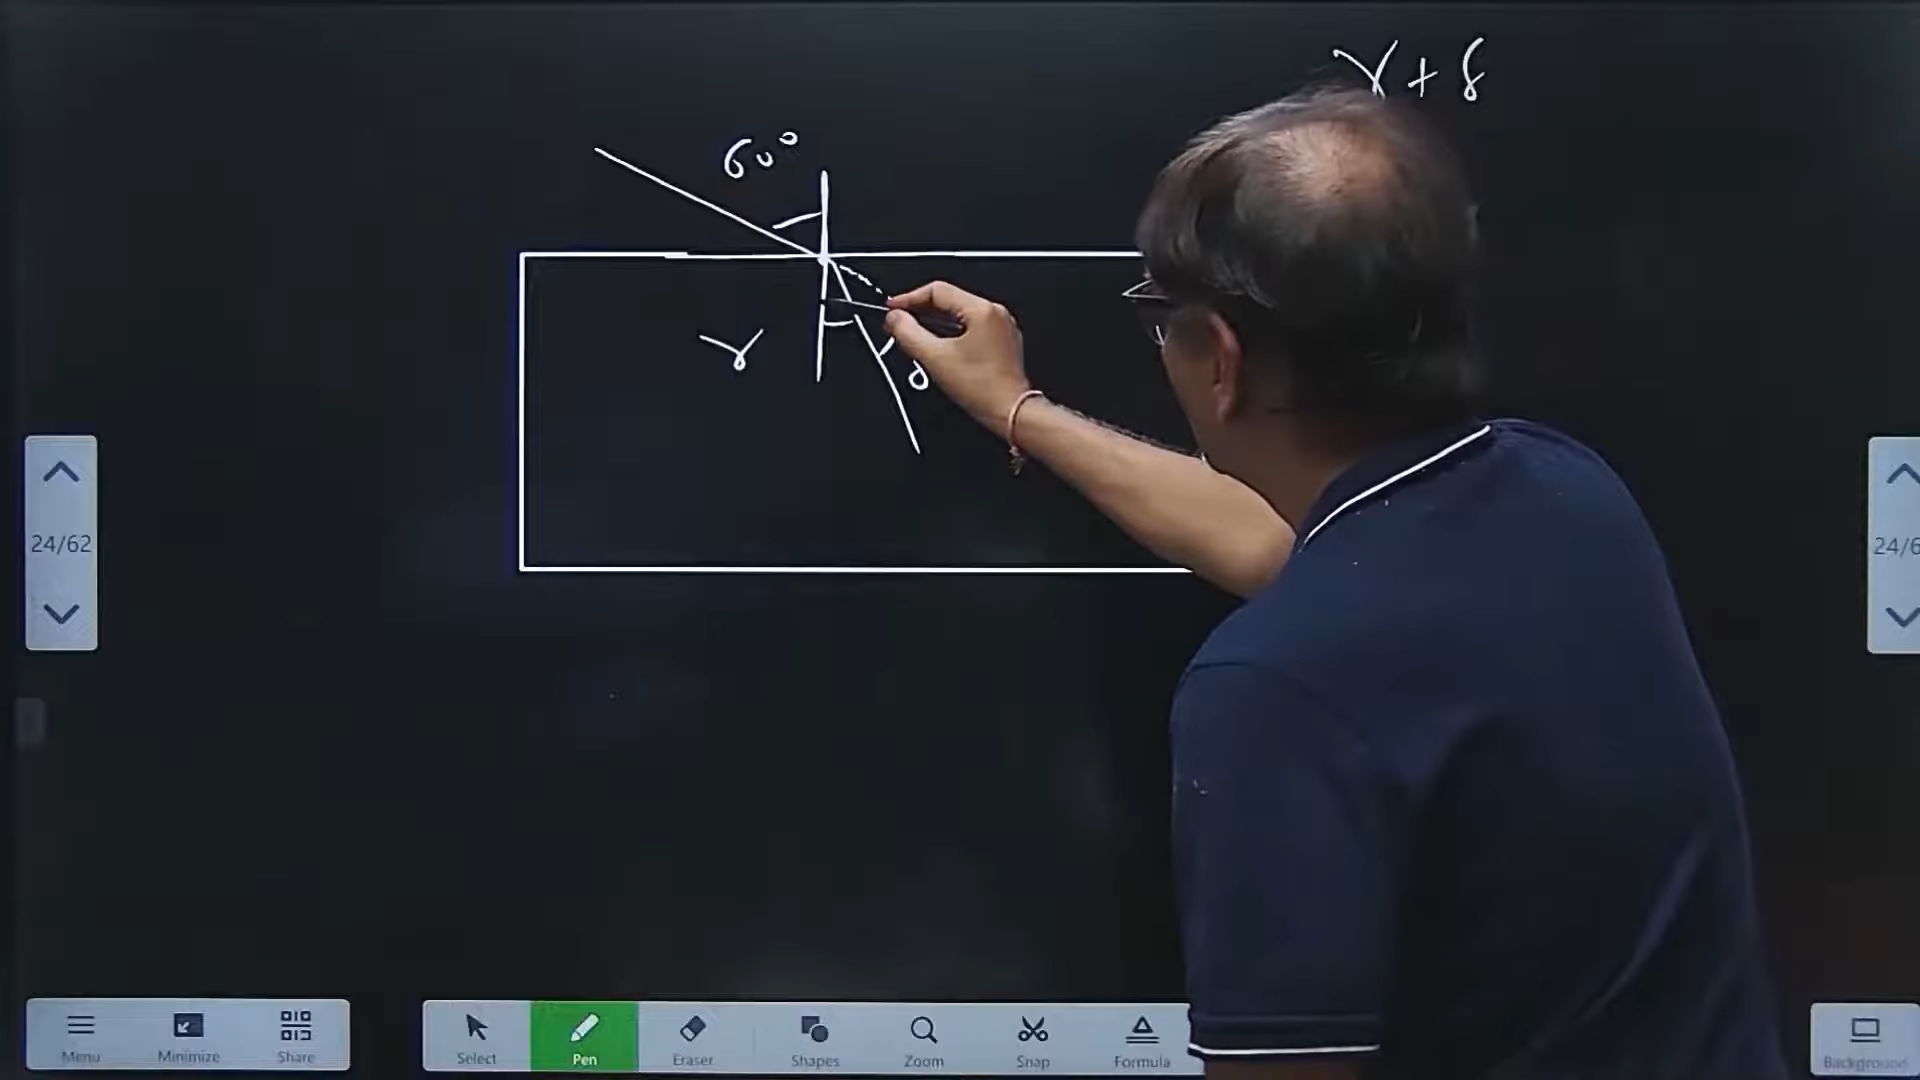 γ + δ
60°
γ
δ
24/62
24/6
Menu
Minimize
Share
Select
Pen
Eraser
Shapes
Zoom
Snap
Formula
Background